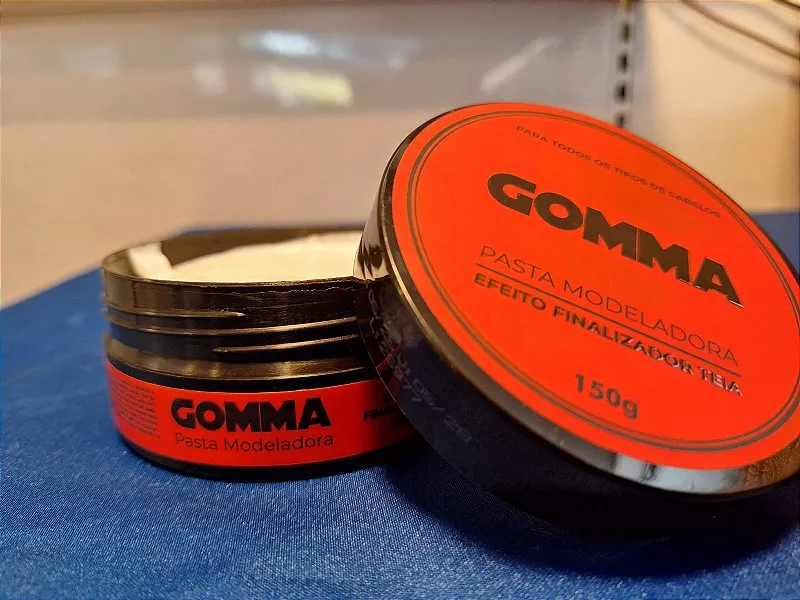 PARA TODOS OS TIPOS DE CABELOS
GOMMA
PASTA MODELADORA
EFEITO FINALIZADOR TEIA
150g
GOMMA
Pasta Modeladora